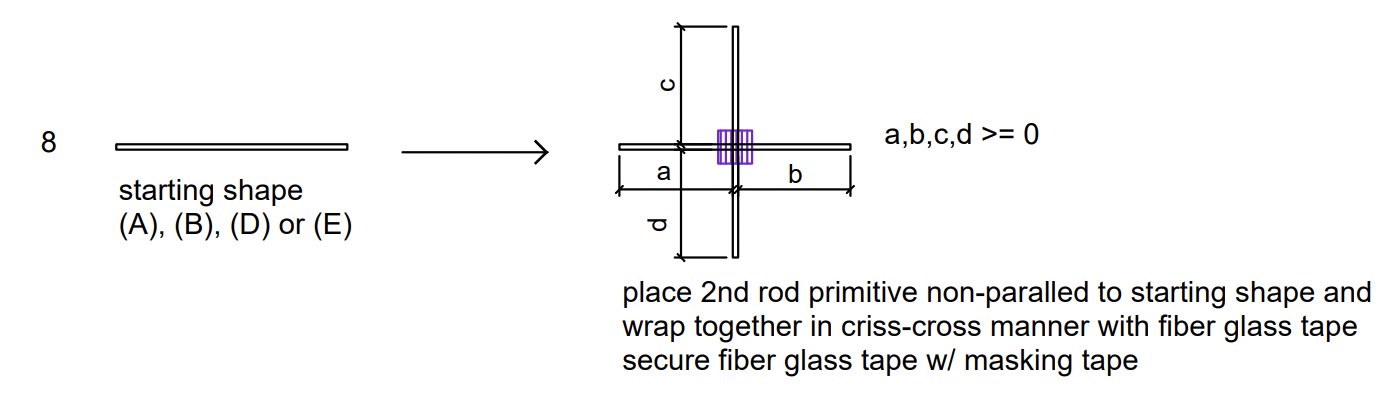 8
starting shape
(A), (B), (D) or (E)
c
a
b
d
a,b,c,d >= 0
place 2nd rod primitive non-paralled to starting shape and
wrap together in criss-cross manner with fiber glass tape
secure fiber glass tape w/ masking tape